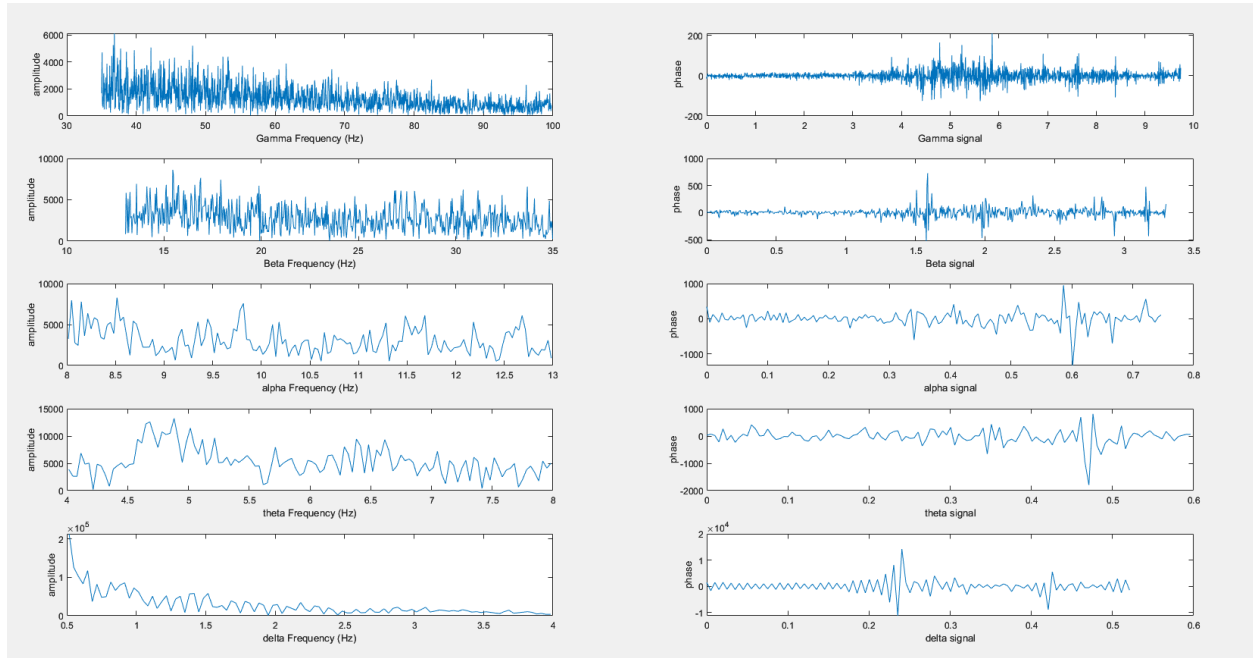 6000
4000
2000
0
amplitude
30 40 50 60 70 80 90 100
Gamma Frequency (Hz)
200
0
-200
phase
0 1 2 3 4 5 6 7 8 9 10
Gamma signal
10000
5000
0
amplitude
10 15 20 25 30 35
Beta Frequency (Hz)
1000
500
0
-500
phase
0 0.5 1 1.5 2 2.5 3 3.5
Beta signal
10000
5000
0
amplitude
8 8.5 9 9.5 10 10.5 11 11.5 12 12.5 13
alpha Frequency (Hz)
1000
0
-1000
phase
0 0.1 0.2 0.3 0.4 0.5 0.6 0.7 0.8
alpha signal
15000
10000
5000
0
amplitude
4 4.5 5 5.5 6 6.5 7 7.5 8
theta Frequency (Hz)
1000
0
-1000
-2000
phase
0 0.1 0.2 0.3 0.4 0.5 0.6
theta signal
×10⁵
2
1
0
amplitude
0.5 1 1.5 2 2.5 3 3.5 4
delta Frequency (Hz)
×10⁴
2
1
0
-1
phase
0 0.1 0.2 0.3 0.4 0.5 0.6
delta signal